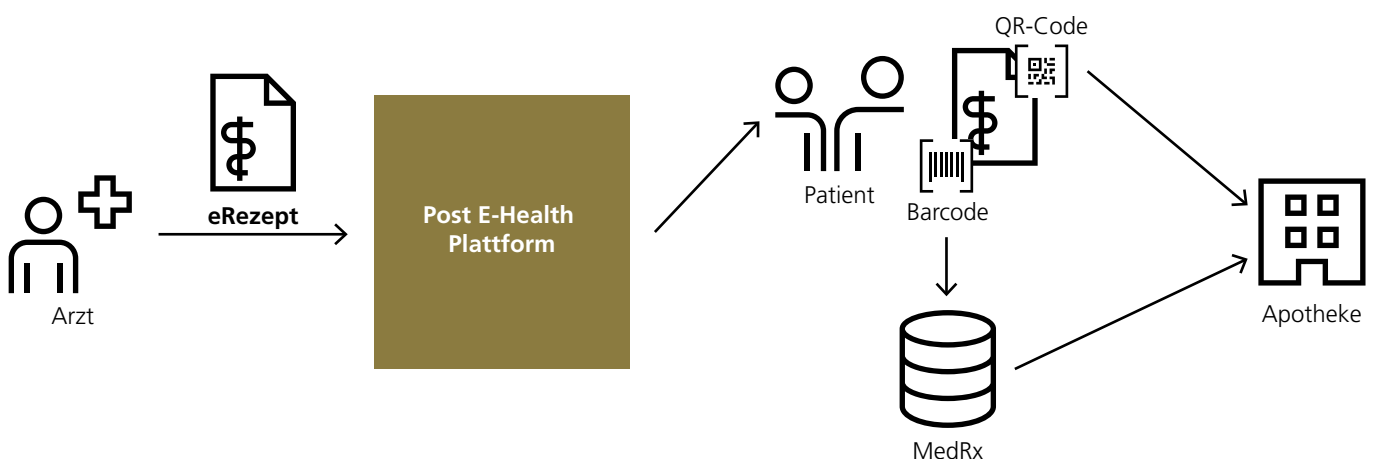 QR-Code
eRezept
Post E-Health
Plattform
Patient
Barcode
Arzt
Apotheke
MedRx